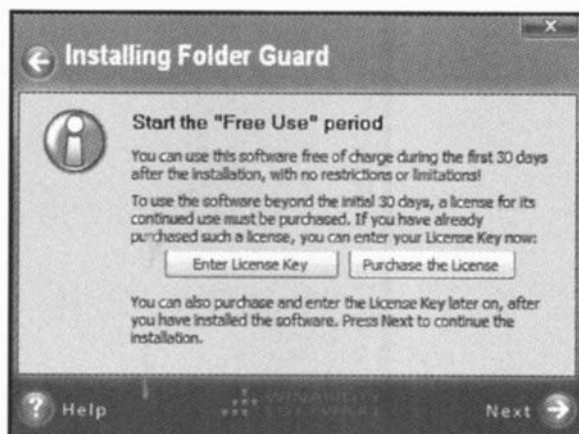 Installing Folder Guard
Start the "Free Use" period
You can use this software free of charge during the first 30 days
after the installation, with no restrictions or limitations!
To use the software beyond the initial 30 days, a license for its
continued use must be purchased. If you have already
purchased such a license, you can enter your License Key now:
Enter License Key
Purchase the License
You can also purchase and enter the License Key later on, after
you have installed the software. Press Next to continue the
installation.
? Help
WINABILITY
SOFTWARE
Next